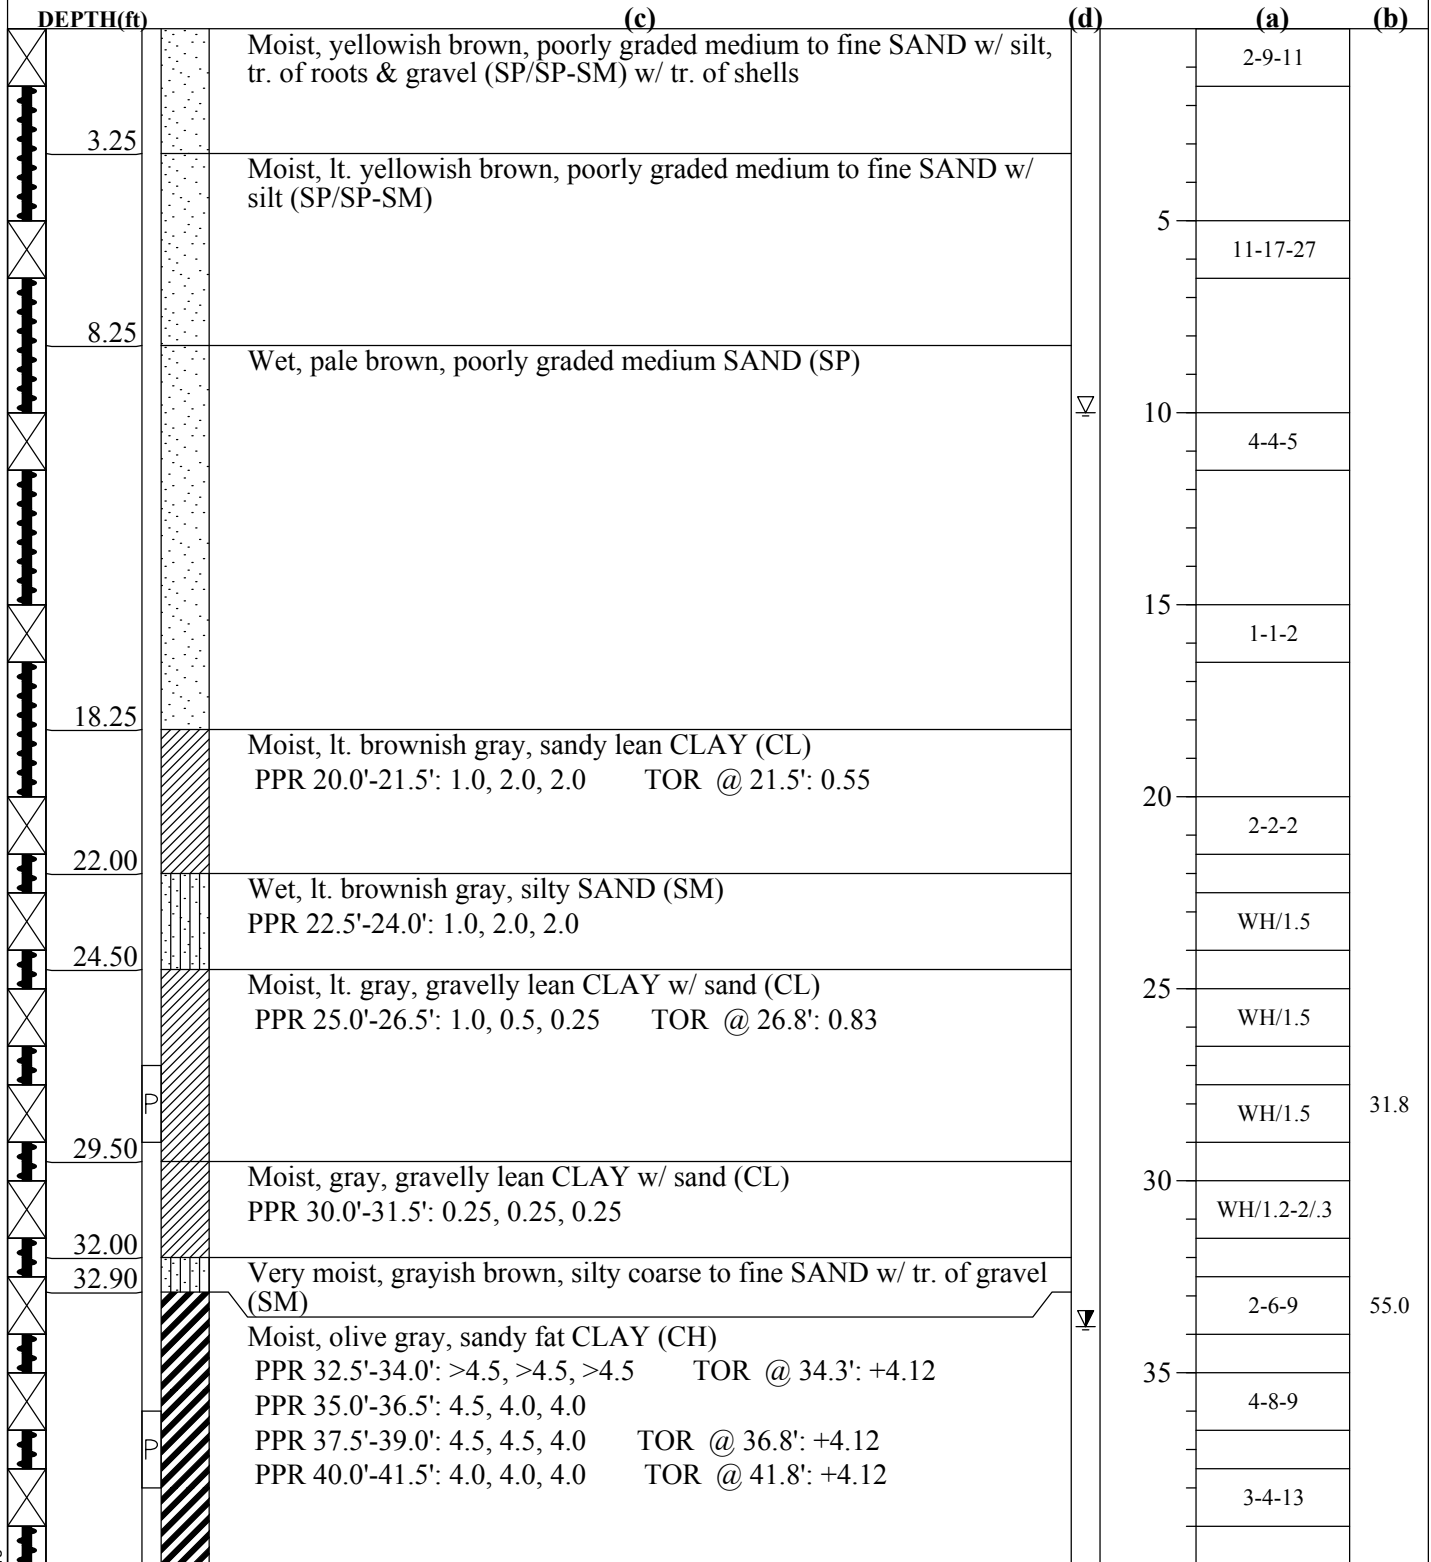 DEPTH(ft) (c) (d) (a) (b)
Moist, yellowish brown, poorly graded medium to fine SAND w/ silt,
tr. of roots & gravel (SP/SP-SM) w/ tr. of shells
2-9-11
3.25
Moist, lt. yellowish brown, poorly graded medium to fine SAND w/
silt (SP/SP-SM)
5
11-17-27
8.25
Wet, pale brown, poorly graded medium SAND (SP)
10
4-4-5
15
1-1-2
18.25
Moist, lt. brownish gray, sandy lean CLAY (CL)
PPR 20.0'-21.5': 1.0, 2.0, 2.0 TOR @ 21.5': 0.55
20
2-2-2
22.00
Wet, lt. brownish gray, silty SAND (SM)
PPR 22.5'-24.0': 1.0, 2.0, 2.0
WH/1.5
24.50
Moist, lt. gray, gravelly lean CLAY w/ sand (CL)
25
PPR 25.0'-26.5': 1.0, 0.5, 0.25 TOR @ 26.8': 0.83
WH/1.5
P
WH/1.5
31.8
29.50
Moist, gray, gravelly lean CLAY w/ sand (CL)
30
PPR 30.0'-31.5': 0.25, 0.25, 0.25
WH/1.2-2/.3
32.00
32.90
Very moist, grayish brown, silty coarse to fine SAND w/ tr. of gravel
(SM)
2-6-9
55.0
Moist, olive gray, sandy fat CLAY (CH)
PPR 32.5'-34.0': >4.5, >4.5, >4.5 TOR @ 34.3': +4.12
35
PPR 35.0'-36.5': 4.5, 4.0, 4.0
4-8-9
P
PPR 37.5'-39.0': 4.5, 4.5, 4.0 TOR @ 36.8': +4.12
PPR 40.0'-41.5': 4.0, 4.0, 4.0 TOR @ 41.8': +4.12
3-4-13